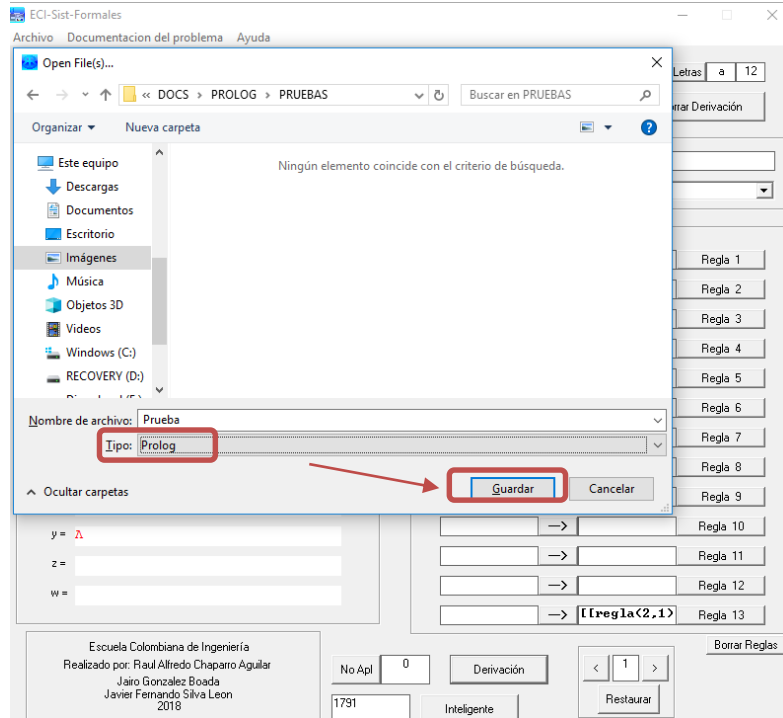 ECI-Sist-Formales
Archivo Documentacion del problema Ayuda
Open File(s)...
« DOCS > PROLOG > PRUEBAS
Buscar en PRUEBAS
Organizar Nueva carpeta
Este equipo
Descargas
Documentos
Escritorio
Imágenes
Música
Objetos 3D
Videos
Windows (C:)
RECOVERY (D:)
Ningún elemento coincide con el criterio de búsqueda.
Nombre de archivo: Prueba
Tipo: Prolog
Ocultar carpetas
Guardar Cancelar
Letras a 12
Derivación
Regla 1
Regla 2
Regla 3
Regla 4
Regla 5
Regla 6
Regla 7
Regla 8
Regla 9
y = Λ
—> Regla 10
z =
—> Regla 11
w =
—> Regla 12
—> [[regla(2,1) Regla 13
Borrar Reglas
Escuela Colombiana de Ingeniería
Realizado por: Raul Alfredo Chaparro Aguilar
Jairo Gonzalez Boada
Javier Fernando Silva Leon
2018
No Apl 0 Derivación < 1 >
1791 Inteligente Restaurar